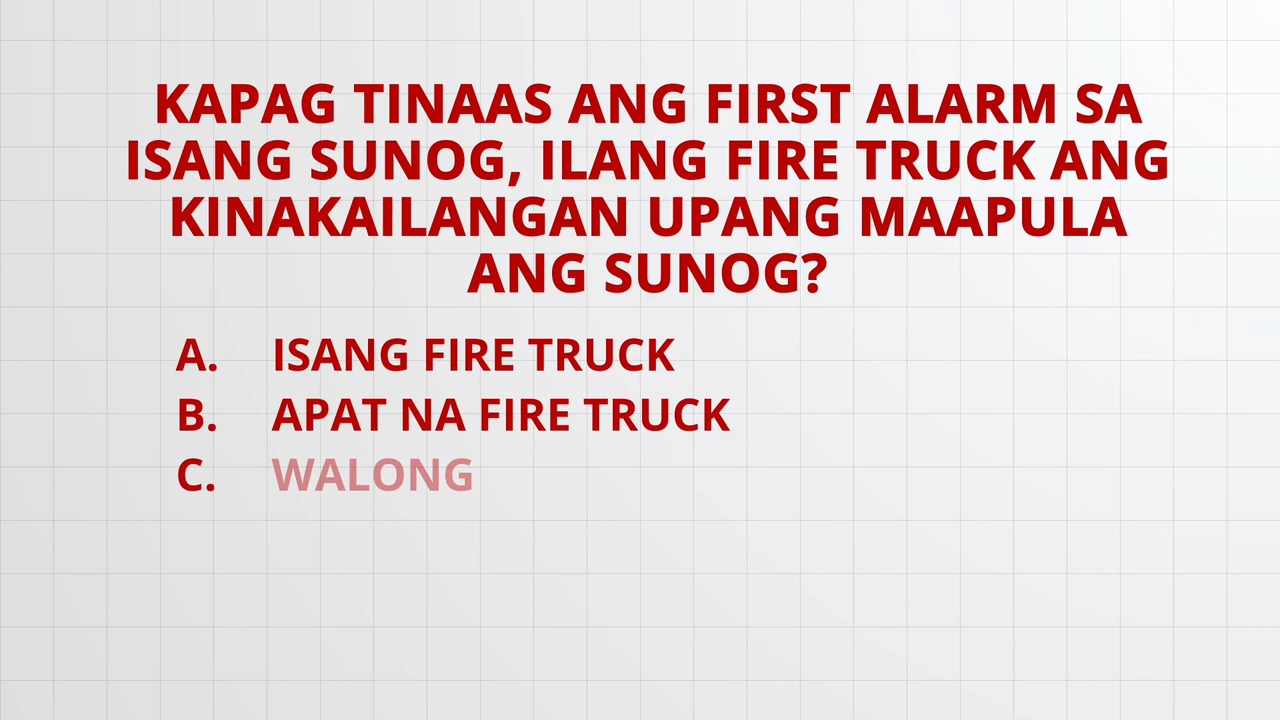 KAPAG TINAAS ANG FIRST ALARM SA
ISANG SUNOG, ILANG FIRE TRUCK ANG
KINAKAILANGAN UPANG MAAPULA
ANG SUNOG?
A. ISANG FIRE TRUCK
B. APAT NA FIRE TRUCK
C. WALONG